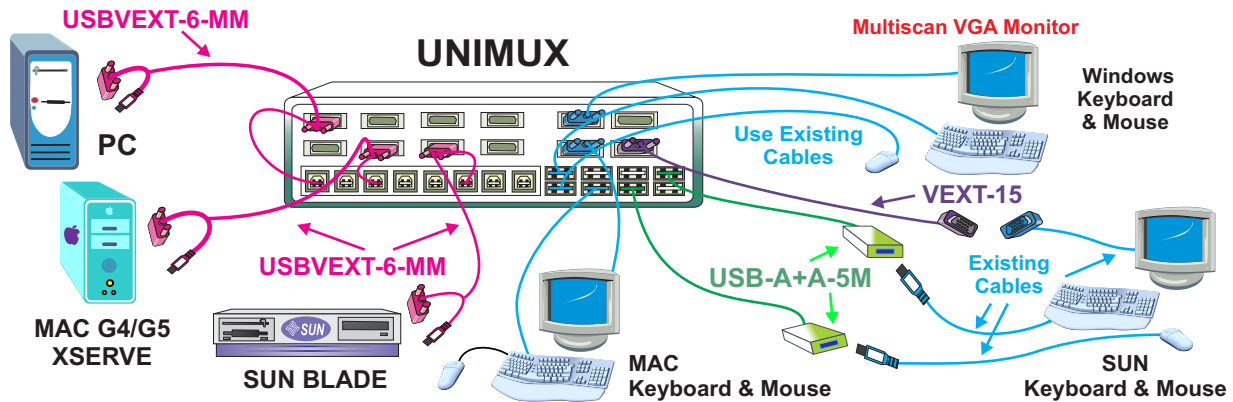 USBVEXT-6-MM
UNIMUX
Multiscan VGA Monitor
Windows
Keyboard
& Mouse
PC
Use Existing
Cables
VEXT-15
USBVEXT-6-MM
USB-A+A-5M
Existing
Cables
MAC G4/G5
XSERVE
SUN
SUN BLADE
MAC
Keyboard & Mouse
SUN
Keyboard & Mouse